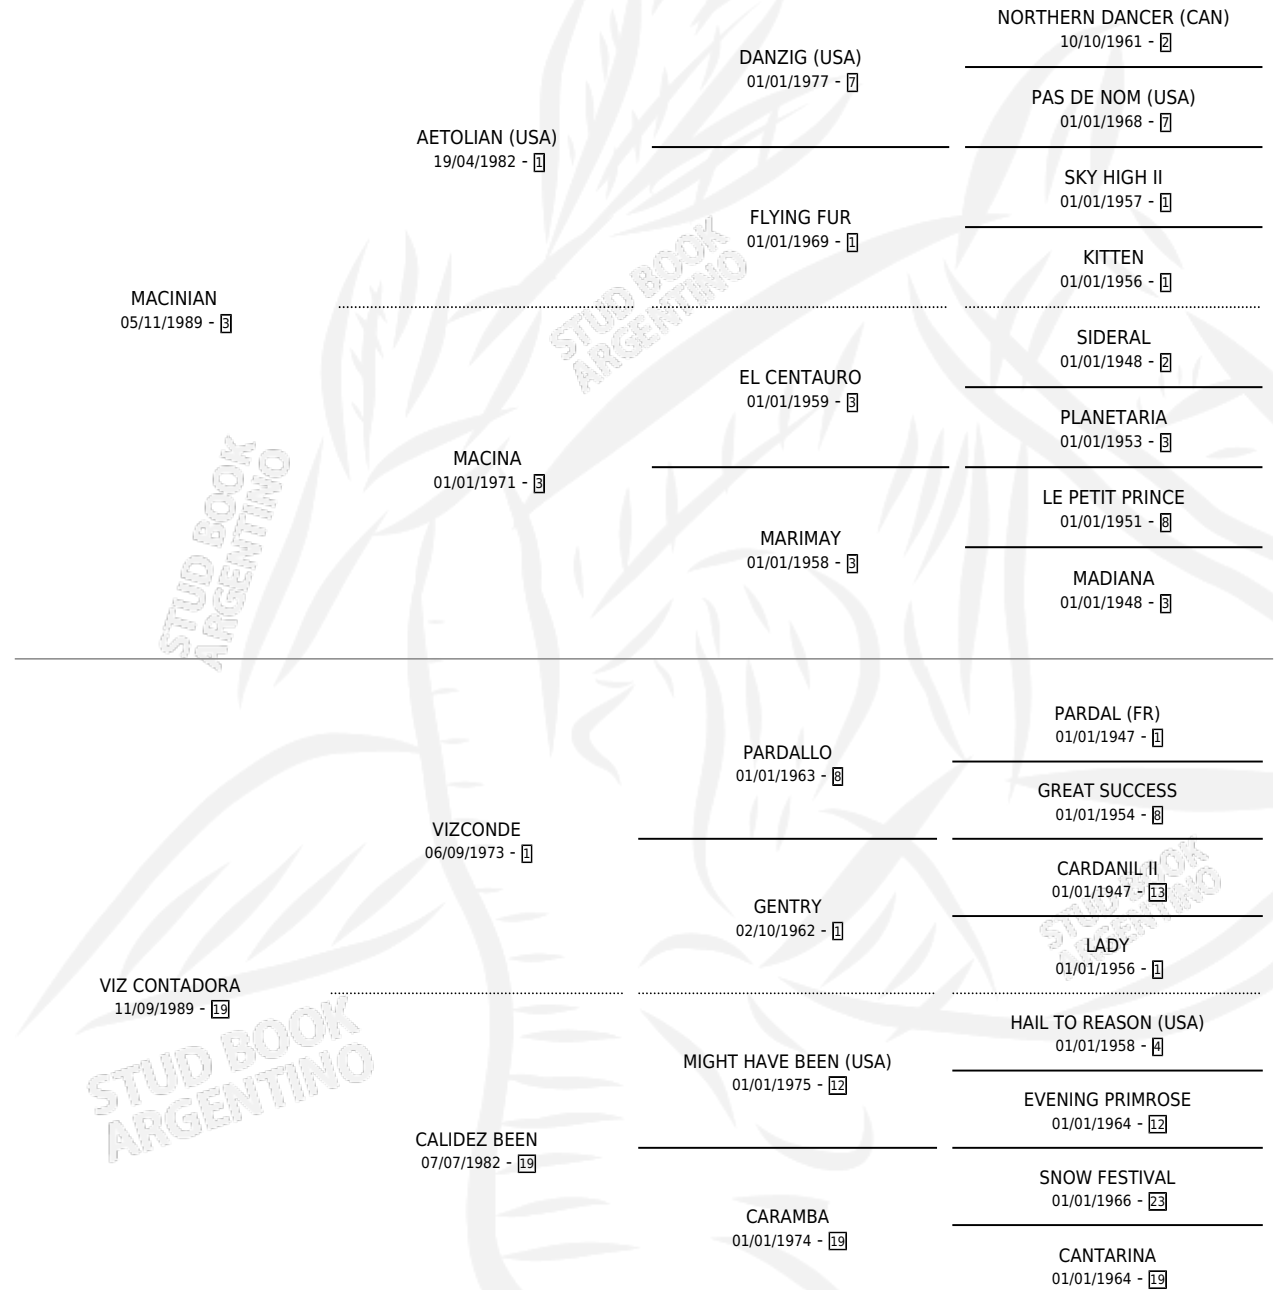 NORTHERN DANCER (CAN)
10/10/1961 - 2
DANZIG (USA)
01/01/1977 - 7
PAS DE NOM (USA)
01/01/1968 - 7
AETOLIAN (USA)
19/04/1982 - 1
SKY HIGH II
01/01/1957 - 1
FLYING FUR
01/01/1969 - 1
KITTEN
01/01/1956 - 1
MACINIAN
05/11/1989 - 3
SIDERAL
01/01/1948 - 2
EL CENTAURO
01/01/1959 - 3
PLANETARIA
01/01/1953 - 3
MACINA
01/01/1971 - 3
LE PETIT PRINCE
01/01/1951 - 8
MARIMAY
01/01/1958 - 3
MADIANA
01/01/1948 - 3
STUD BOOK
ARGENTINO
STUD BOOK
ARGENTINO
PARDAL (FR)
01/01/1947 - 1
PARDALLO
01/01/1963 - 8
GREAT SUCCESS
01/01/1954 - 8
VIZCONDE
06/09/1973 - 1
CARDANIL II
01/01/1947 - 13
GENTRY
02/10/1962 - 1
LADY
01/01/1956 - 1
VIZ CONTADORA
11/09/1989 - 19
HAIL TO REASON (USA)
01/01/1958 - 4
MIGHT HAVE BEEN (USA)
01/01/1975 - 12
EVENING PRIMROSE
01/01/1964 - 12
CALIDEZ BEEN
07/07/1982 - 19
SNOW FESTIVAL
01/01/1966 - 23
CARAMBA
01/01/1974 - 19
CANTARINA
01/01/1964 - 19
STUD BOOK
ARGENTINO
STUD BOOK
ARGENTINO